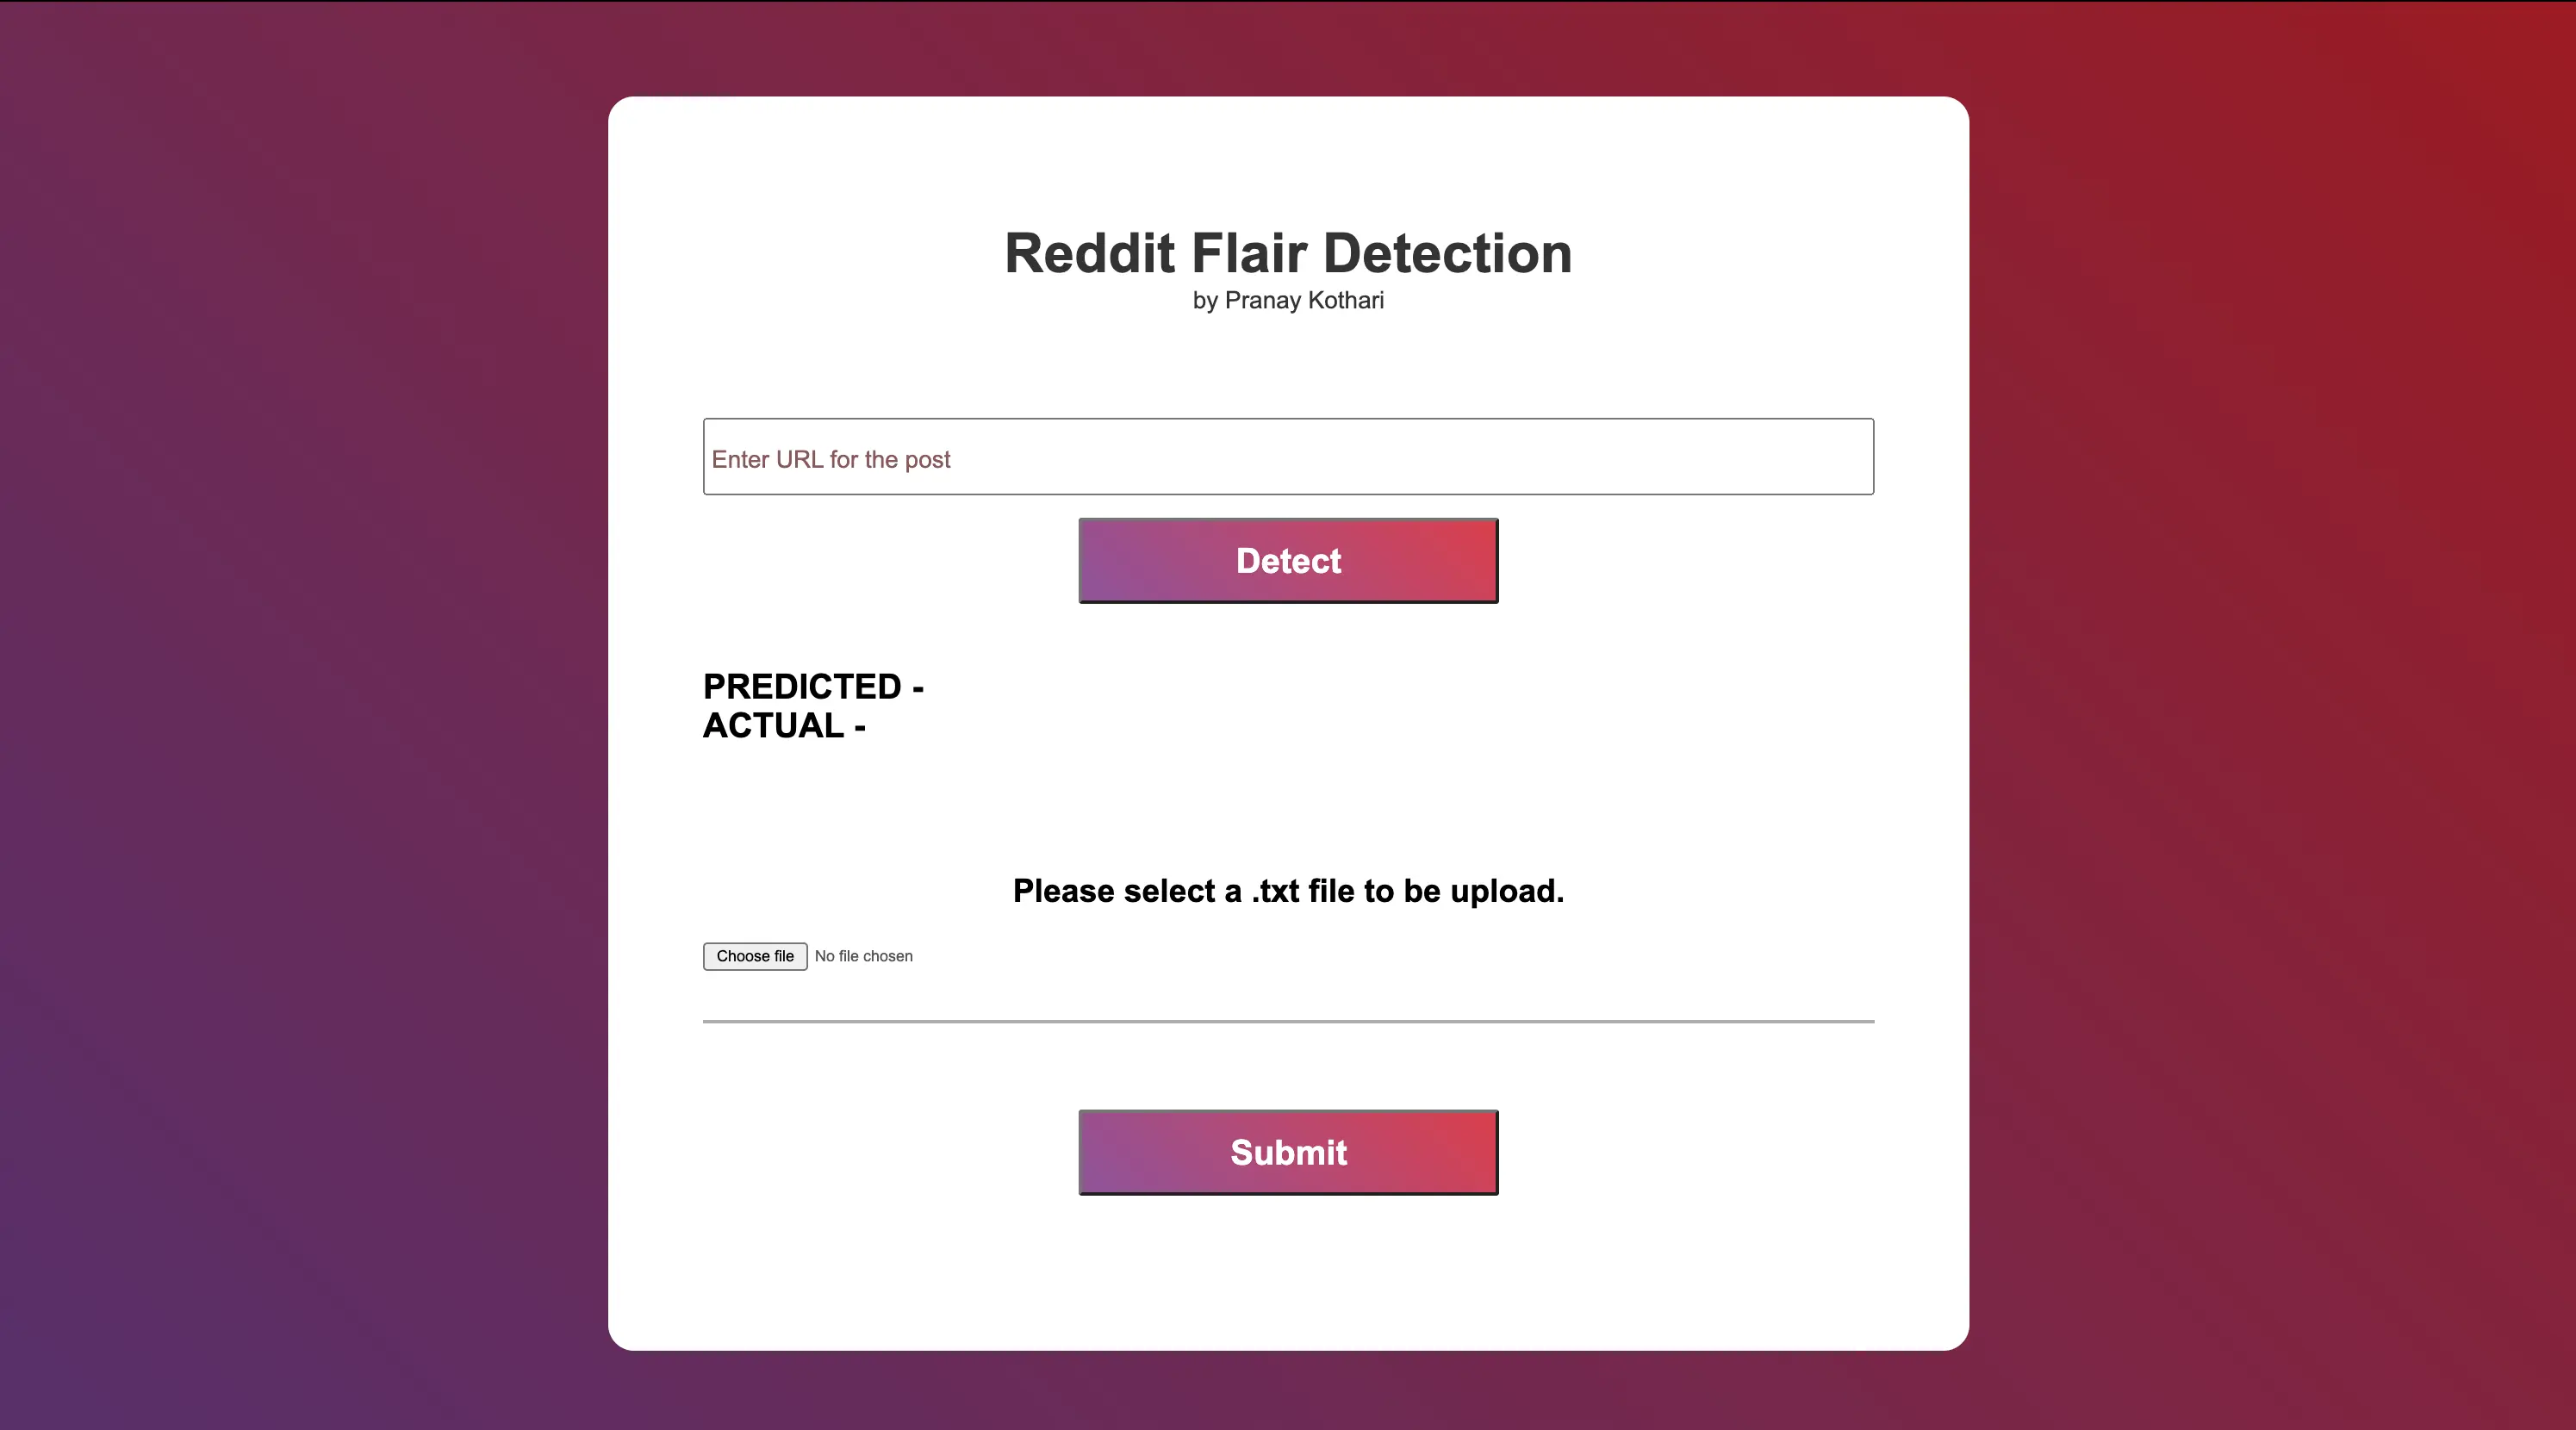 Reddit Flair Detection
by Pranay Kothari
Enter URL for the post
Detect
PREDICTED -
ACTUAL -
Please select a .txt file to be upload.
Choose file No file chosen
Submit